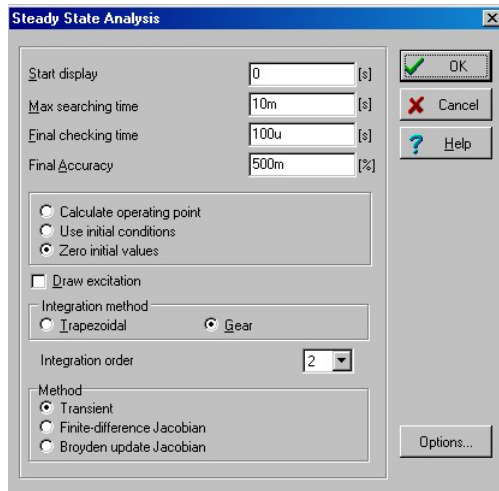 Steady State Analysis
Start display 0 [s]
Max searching time 10m [s]
Final checking time 100u [s]
Final Accuracy 500m [%]
Calculate operating point
Use initial conditions
Zero initial values
Draw excitation
Integration method
Trapezoidal Gear
Integration order 2
Method
Transient
Finite-difference Jacobian
Broyden update Jacobian
OK
Cancel
? Help
Options...